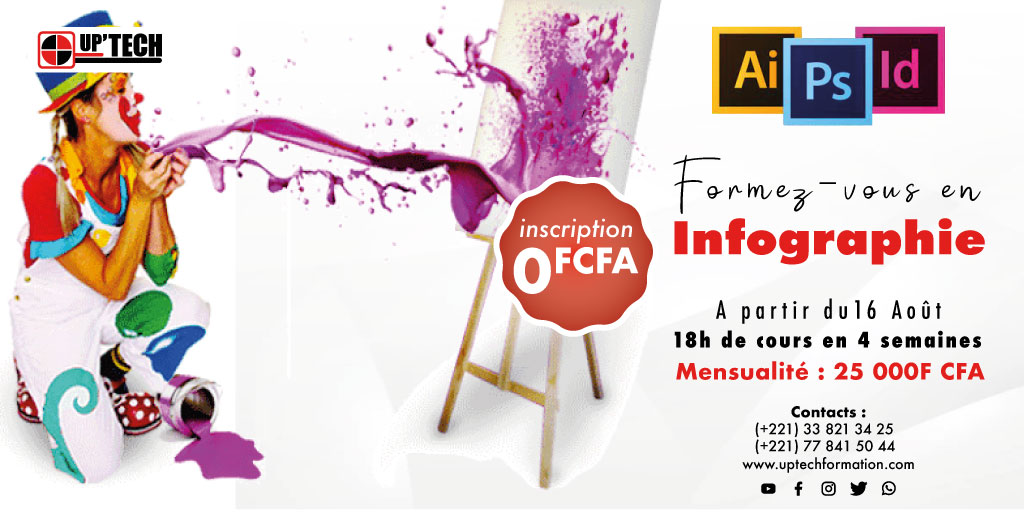 UP'TECH
Ai Ps Id
Formez-vous en
Infographie
inscription
0FCFA
A partir du16 Août
18h de cours en 4 semaines
Mensualité : 25 000F CFA
Contacts :
(+221) 33 821 34 25
(+221) 77 841 50 44
www.uptechformation.com